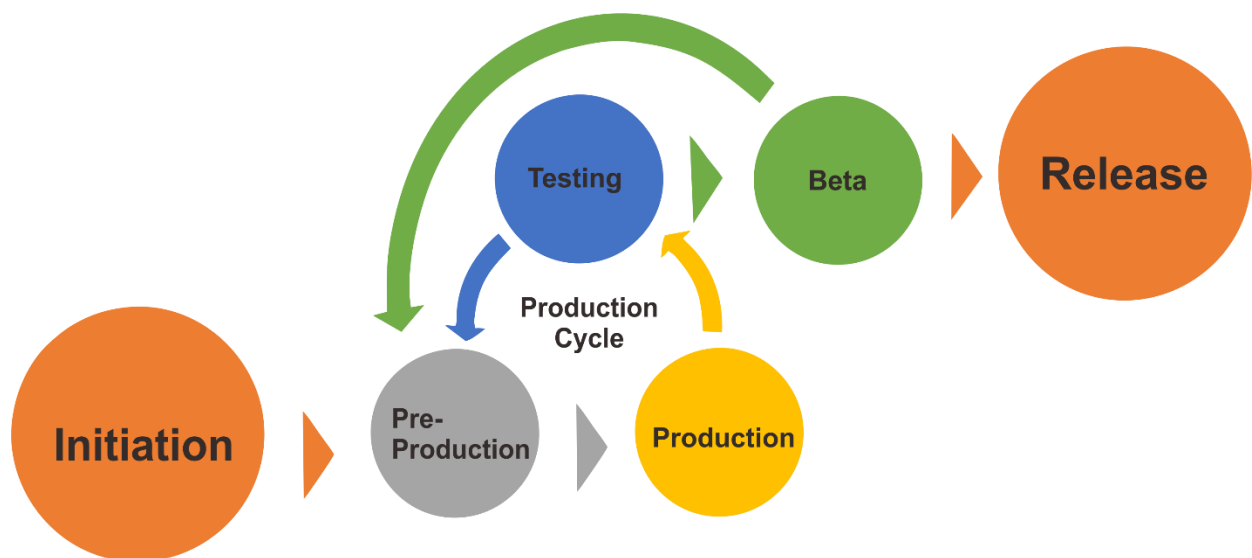 Testing
Beta
Release
Production
Cycle
Initiation
Pre-
Production
Production